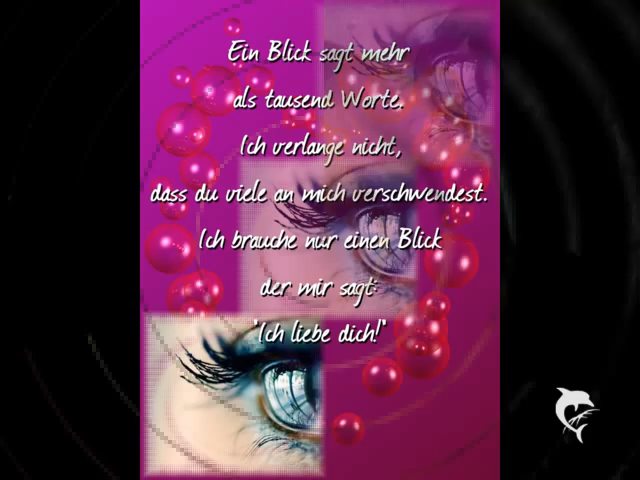 Ein Blick sagt mehr
als tausend Worte.
Ich verlange nicht,
dass du viele an mich verschwendest.
Ich brauche nur einen Blick
der mir sagt:
"Ich liebe dich!"